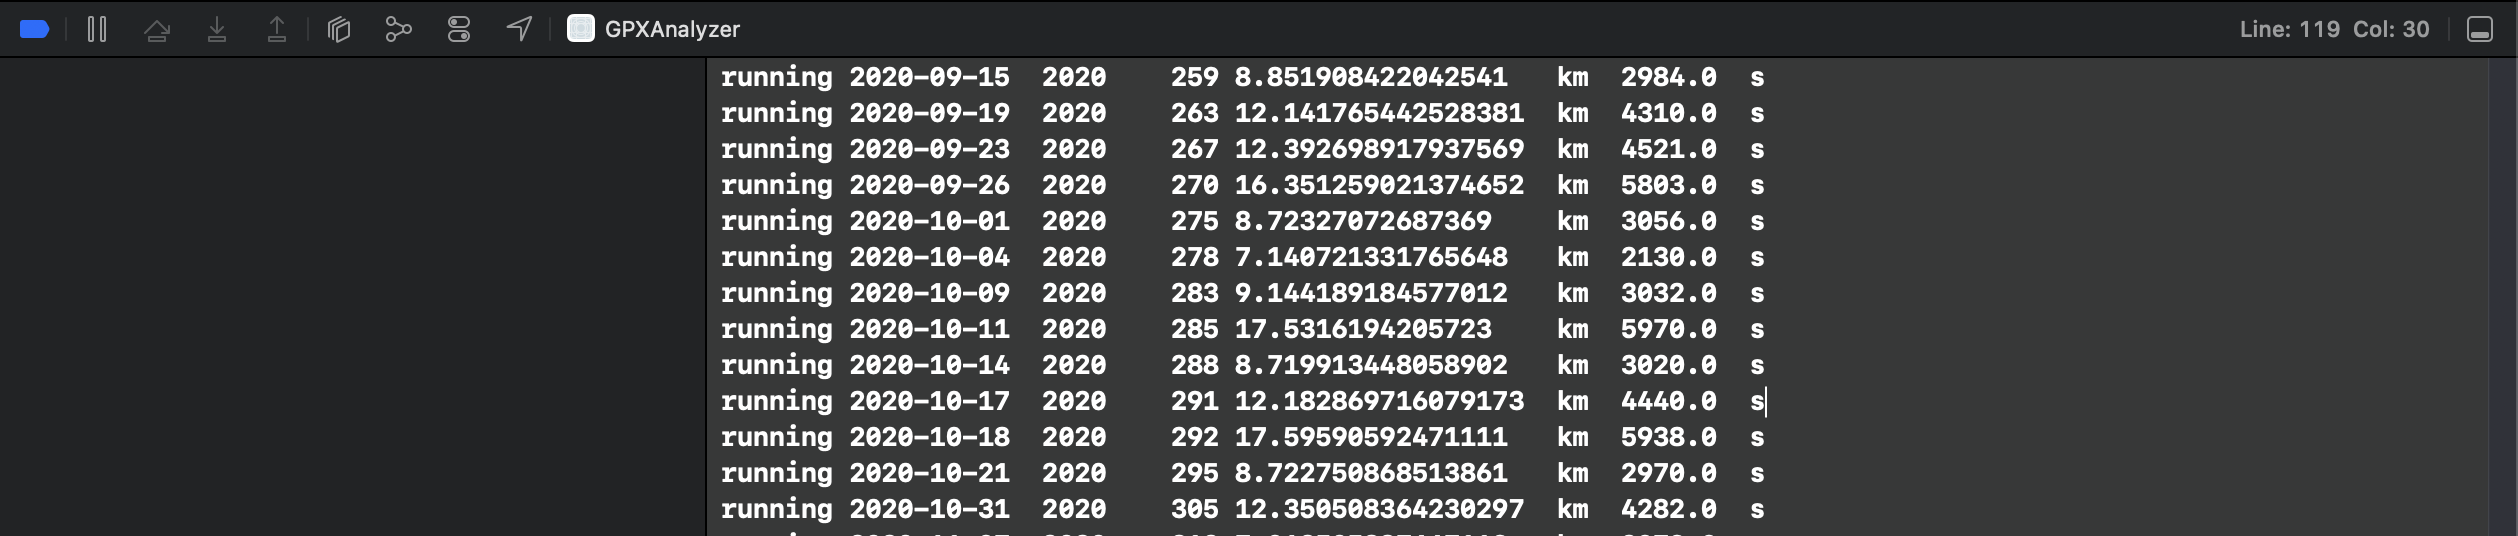 GPXAnalyzer Line: 119 Col: 30
running 2020-09-15 2020 259 8.851908422042541 km 2984.0 s
running 2020-09-19 2020 263 12.141765442528381 km 4310.0 s
running 2020-09-23 2020 267 12.392698917937569 km 4521.0 s
running 2020-09-26 2020 270 16.351259021374652 km 5803.0 s
running 2020-10-01 2020 275 8.72327072687369 km 3056.0 s
running 2020-10-04 2020 278 7.140721331765648 km 2130.0 s
running 2020-10-09 2020 283 9.144189184577012 km 3032.0 s
running 2020-10-11 2020 285 17.5316194205723 km 5970.0 s
running 2020-10-14 2020 288 8.719913448058902 km 3020.0 s
running 2020-10-17 2020 291 12.182869716079173 km 4440.0 s
running 2020-10-18 2020 292 17.59590592471111 km 5938.0 s
running 2020-10-21 2020 295 8.722750868513861 km 2970.0 s
running 2020-10-31 2020 305 12.350508364230297 km 4282.0 s